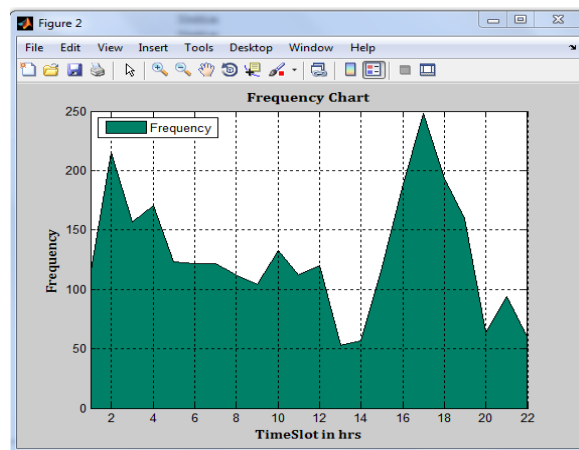 Figure 2
File Edit View Insert Tools Desktop Window Help
Frequency Chart
Frequency
250
200
150
100
50
0
Frequency
2 4 6 8 10 12 14 16 18 20 22
TimeSlot in hrs